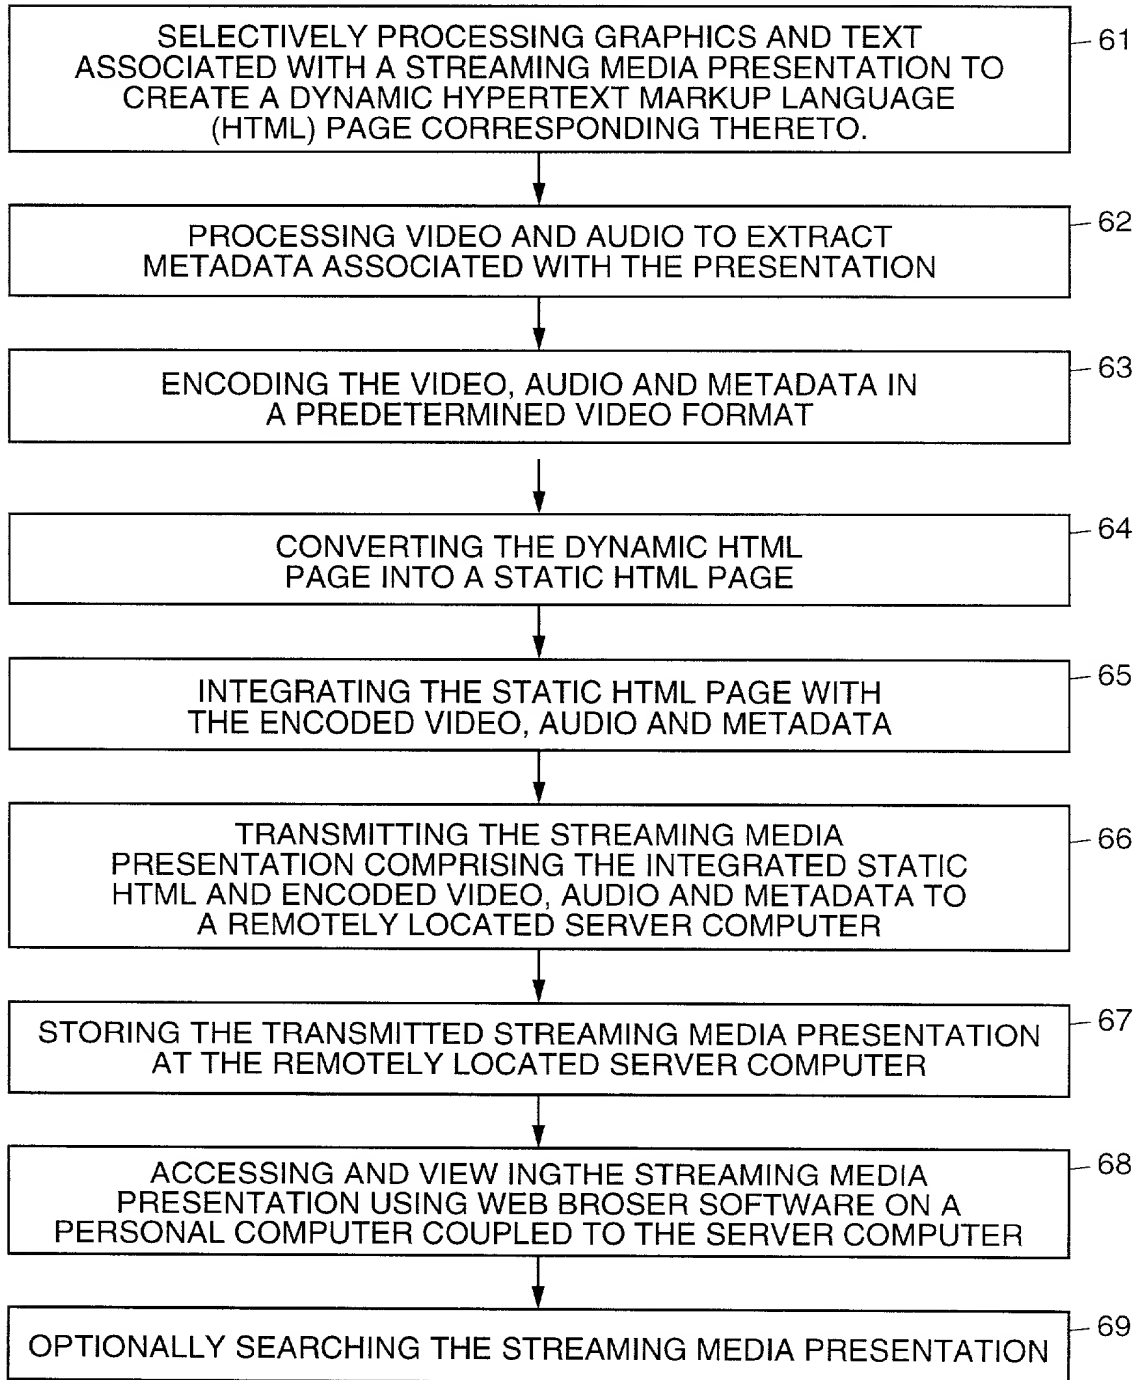 SELECTIVELY PROCESSING GRAPHICS AND TEXT
ASSOCIATED WITH A STREAMING MEDIA PRESENTATION TO
CREATE A DYNAMIC HYPERTEXT MARKUP LANGUAGE
(HTML) PAGE CORRESPONDING THERETO.
61
PROCESSING VIDEO AND AUDIO TO EXTRACT
METADATA ASSOCIATED WITH THE PRESENTATION
62
ENCODING THE VIDEO, AUDIO AND METADATA IN
A PREDETERMINED VIDEO FORMAT
63
CONVERTING THE DYNAMIC HTML
PAGE INTO A STATIC HTML PAGE
64
INTEGRATING THE STATIC HTML PAGE WITH
THE ENCODED VIDEO, AUDIO AND METADATA
65
TRANSMITTING THE STREAMING MEDIA
PRESENTATION COMPRISING THE INTEGRATED STATIC
HTML AND ENCODED VIDEO, AUDIO AND METADATA TO
A REMOTELY LOCATED SERVER COMPUTER
66
STORING THE TRANSMITTED STREAMING MEDIA PRESENTATION
AT THE REMOTELY LOCATED SERVER COMPUTER
67
ACCESSING AND VIEW INGTHE STREAMING MEDIA
PRESENTATION USING WEB BROSER SOFTWARE ON A
PERSONAL COMPUTER COUPLED TO THE SERVER COMPUTER
68
OPTIONALLY SEARCHING THE STREAMING MEDIA PRESENTATION
69